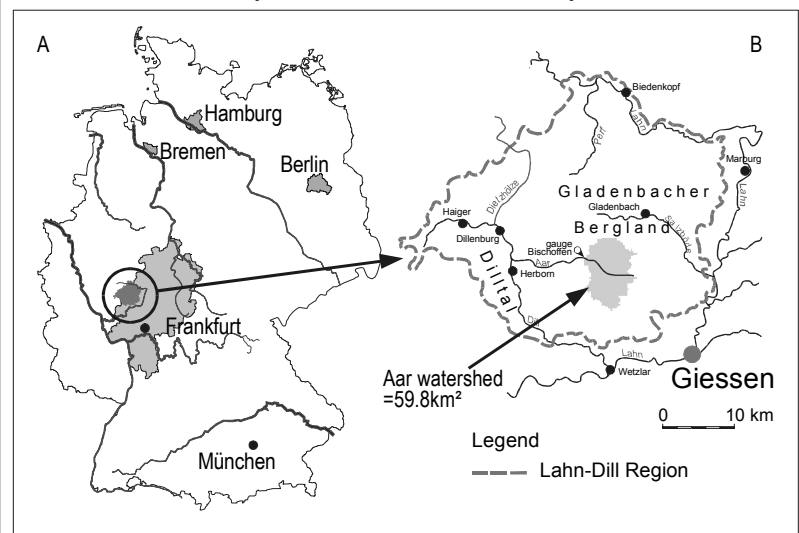 A
Hamburg
Bremen
Berlin
Frankfurt
München
B
Biedenkopf
Lahn
Perf
Marburg
Lahn
Dietzhölze
Gladenbacher
Gladenbach
Bergland
Salzböde
Haiger
Dillenburg
gauge
Bischoffen
Aar
Herborn
Dilltal
Dill
Lahn
Wetzlar
Giessen
Aar watershed
=59.8km²
0 10 km
Legend
Lahn-Dill Region